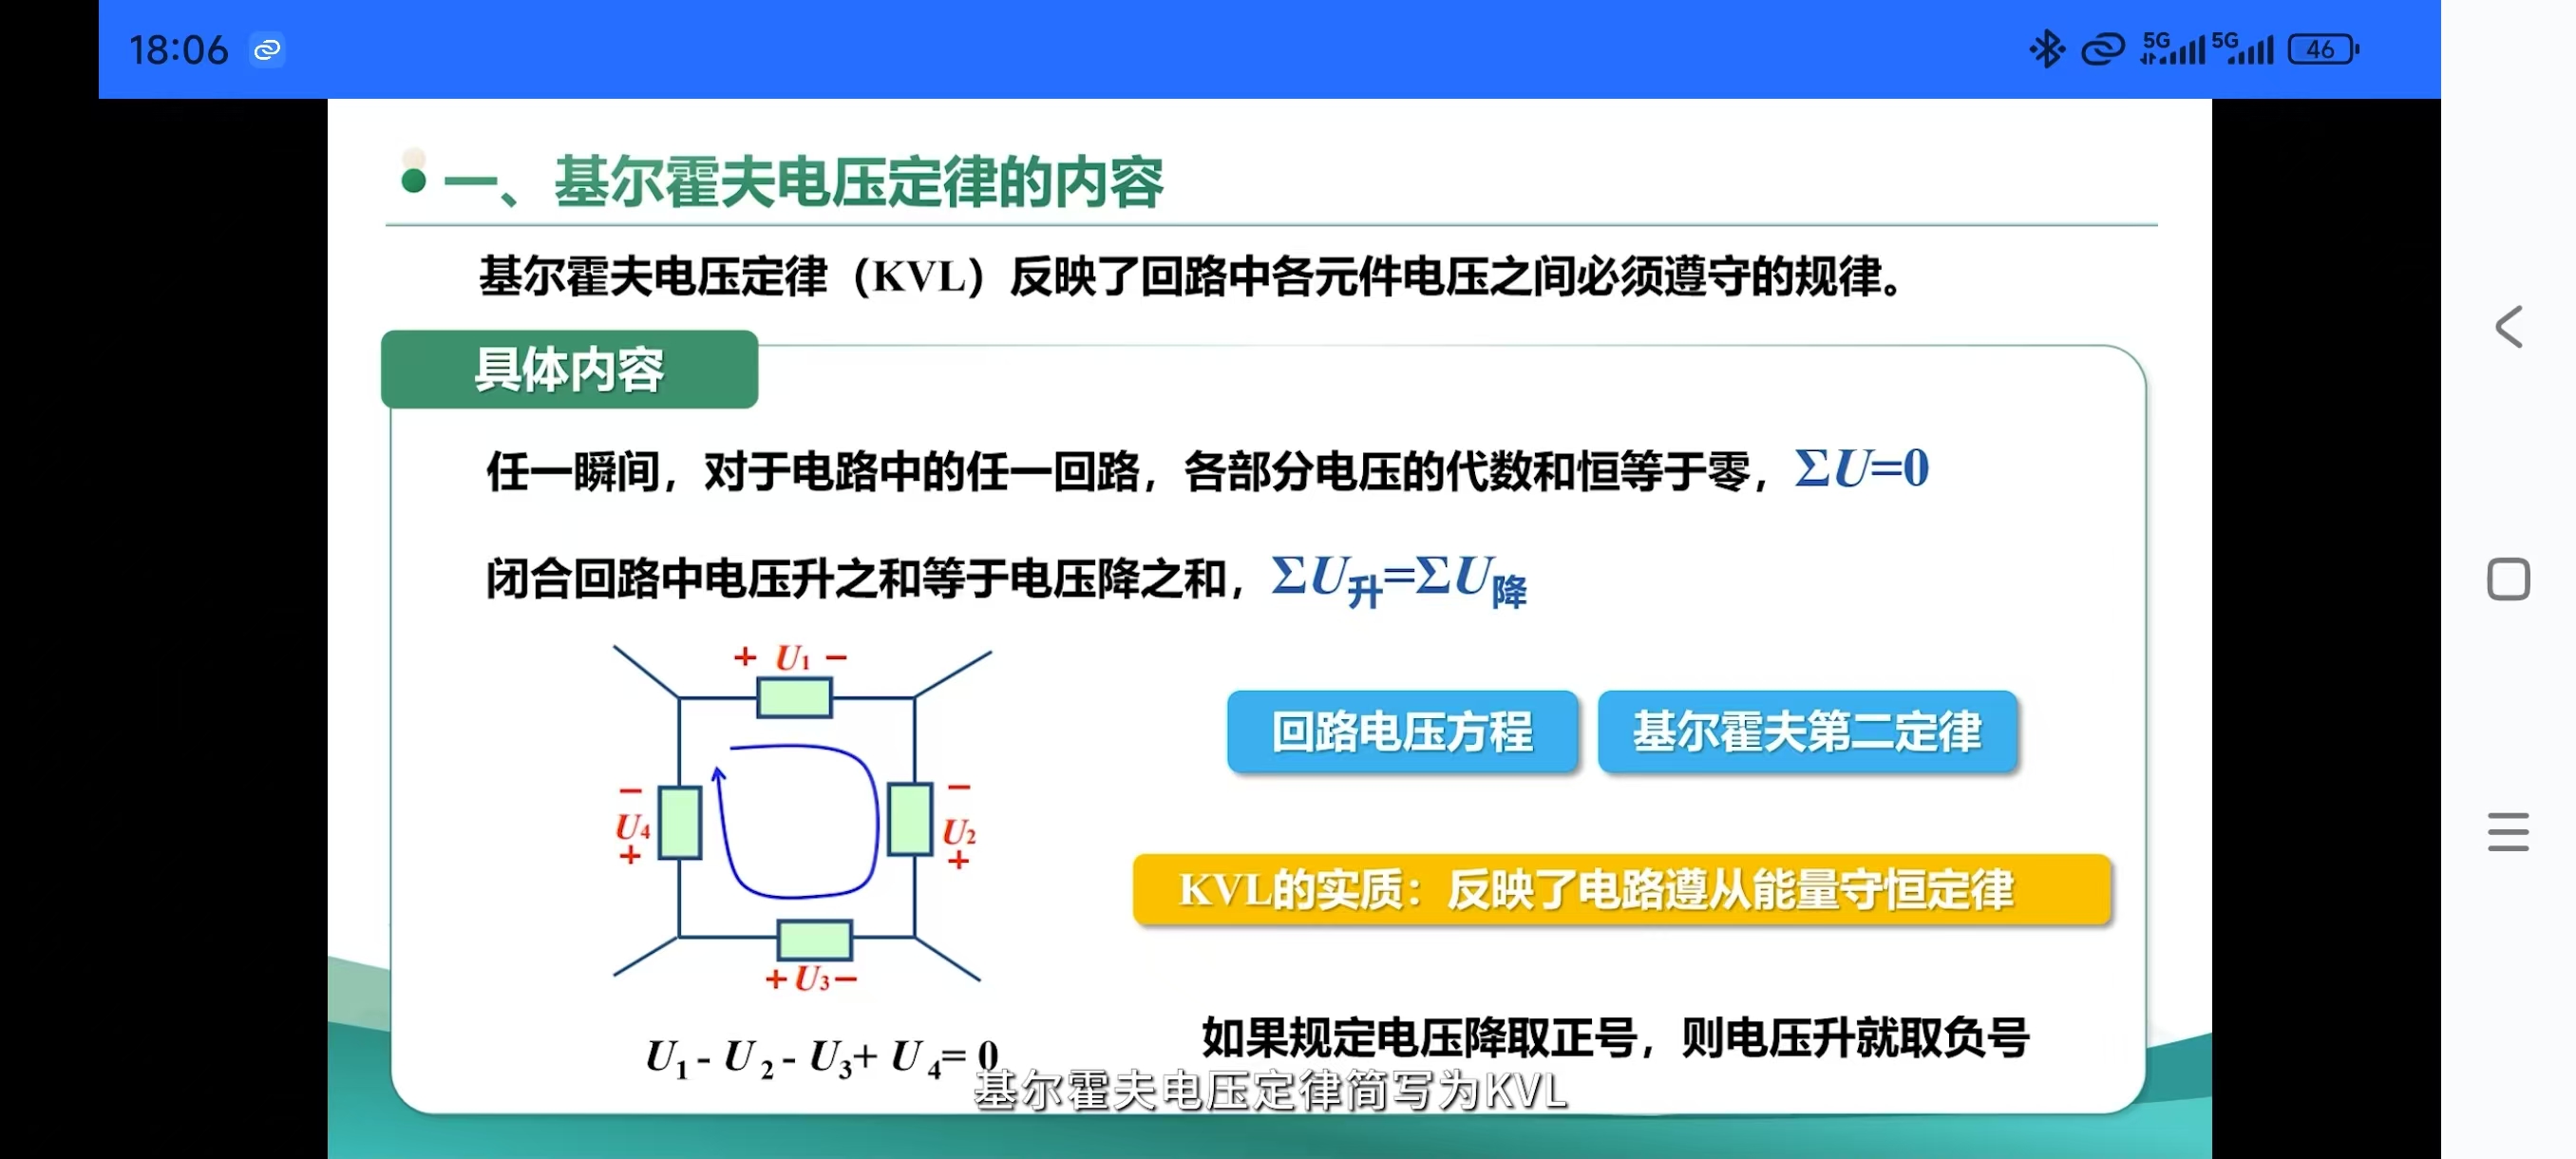 18:06
5G 5G 46
一、基尔霍夫电压定律的内容
基尔霍夫电压定律（KVL）反映了回路中各元件电压之间必须遵守的规律。
具体内容
任一瞬间，对于电路中的任一回路，各部分电压的代数和恒等于零，ΣU=0
闭合回路中电压升之和等于电压降之和，ΣU升=ΣU降
+ U1 −
− U4 +
− U2 +
+ U3 −
U1 - U2 - U3 + U4 = 0
回路电压方程
基尔霍夫第二定律
KVL的实质：反映了电路遵从能量守恒定律
如果规定电压降取正号，则电压升就取负号
基尔霍夫电压定律简写为KVL